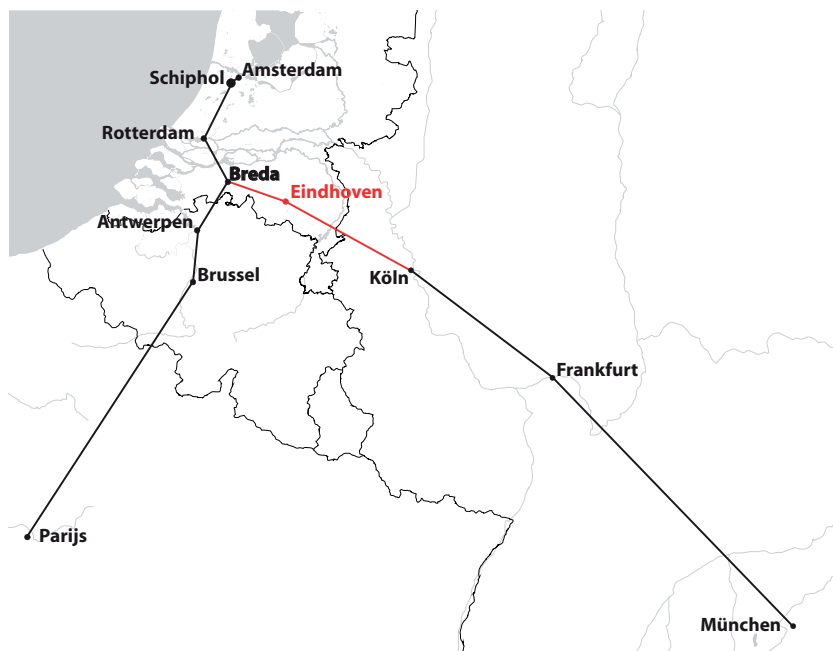 Amsterdam
Schiphol
Rotterdam
Breda
Eindhoven
Antwerpen
Brussel
Köln
Frankfurt
Parijs
München